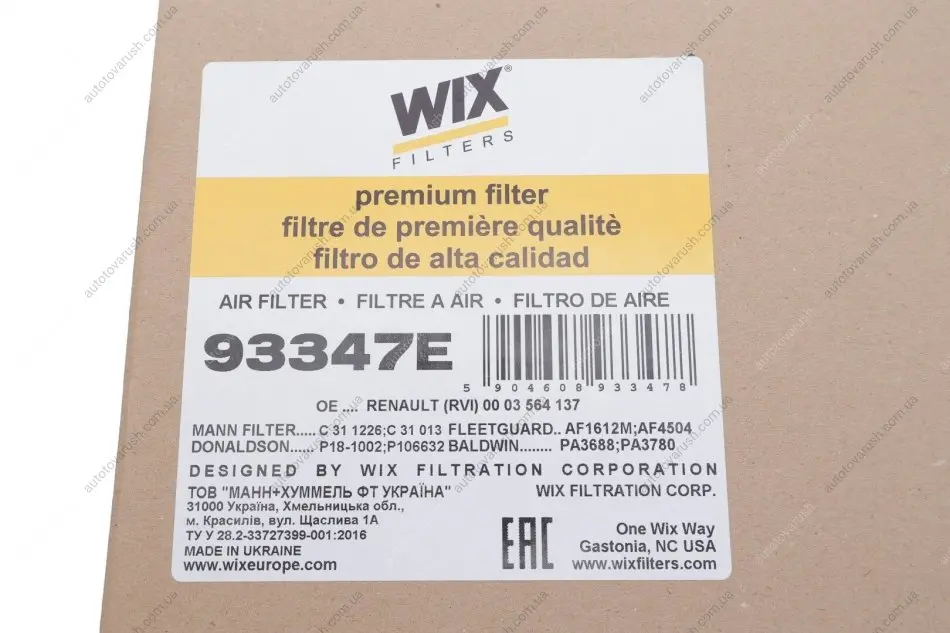 WIX®
FILTERS
premium filter
filtre de première qualitè
filtro de alta calidad
AIR FILTER • FILTRE A AIR • FILTRO DE AIRE
93347E
5 904608 933478
OE .... RENAULT (RVI) 00 03 564 137
MANN FILTER..... C 31 1226;C 31 013 FLEETGUARD.. AF1612M;AF4504
DONALDSON...... P18-1002;P106632 BALDWIN........ PA3688;PA3780
DESIGNED BY WIX FILTRATION CORPORATION
ТОВ "МАНН+ХУММЕЛЬ ФТ УКРАЇНА"
31000 Україна, Хмельницька обл.,
м. Красилів, вул. Щаслива 1А
ТУ У 28.2-33727399-001:2016
MADE IN UKRAINE
www.wixeurope.com
EAC
WIX FILTRATION CORP.
One Wix Way
Gastonia, NC USA
www.wixfilters.com
autotovarush.com.ua